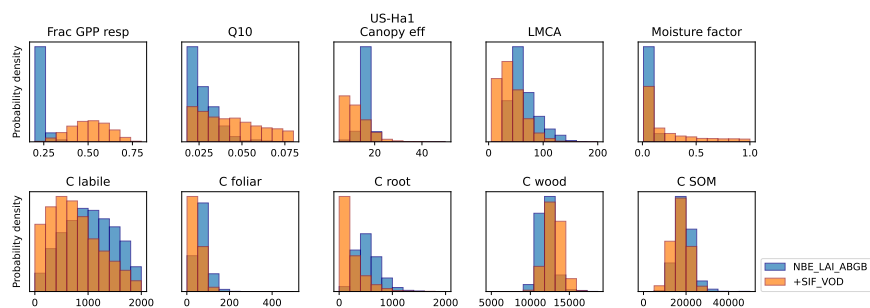 US-Ha1
Frac GPP resp Q10 Canopy eff LMCA Moisture factor
Probability density
0.25 0.50 0.75 0.025 0.050 0.075 20 40 0 100 200 0.0 0.5 1.0
C labile C foliar C root C wood C SOM
Probability density
0 1000 2000 0 200 400 0 1000 2000 5000 10000 15000 0 20000 40000
NBE_LAI_ABGB
+SIF_VOD